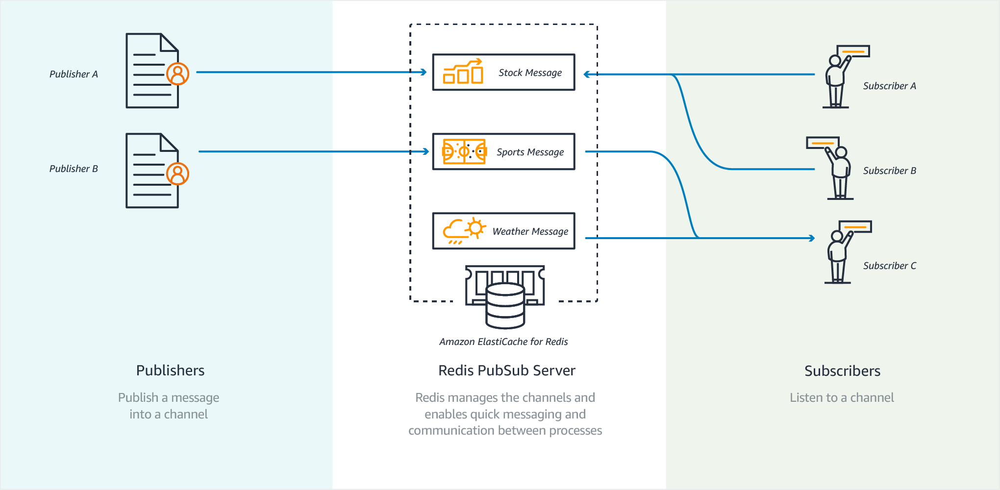 Publisher A
Publisher B
Stock Message
Sports Message
Weather Message
Amazon ElastiCache for Redis
Subscriber A
Subscriber B
Subscriber C
Publishers
Publish a message
into a channel
Redis PubSub Server
Redis manages the channels and
enables quick messaging and
communication between processes
Subscribers
Listen to a channel